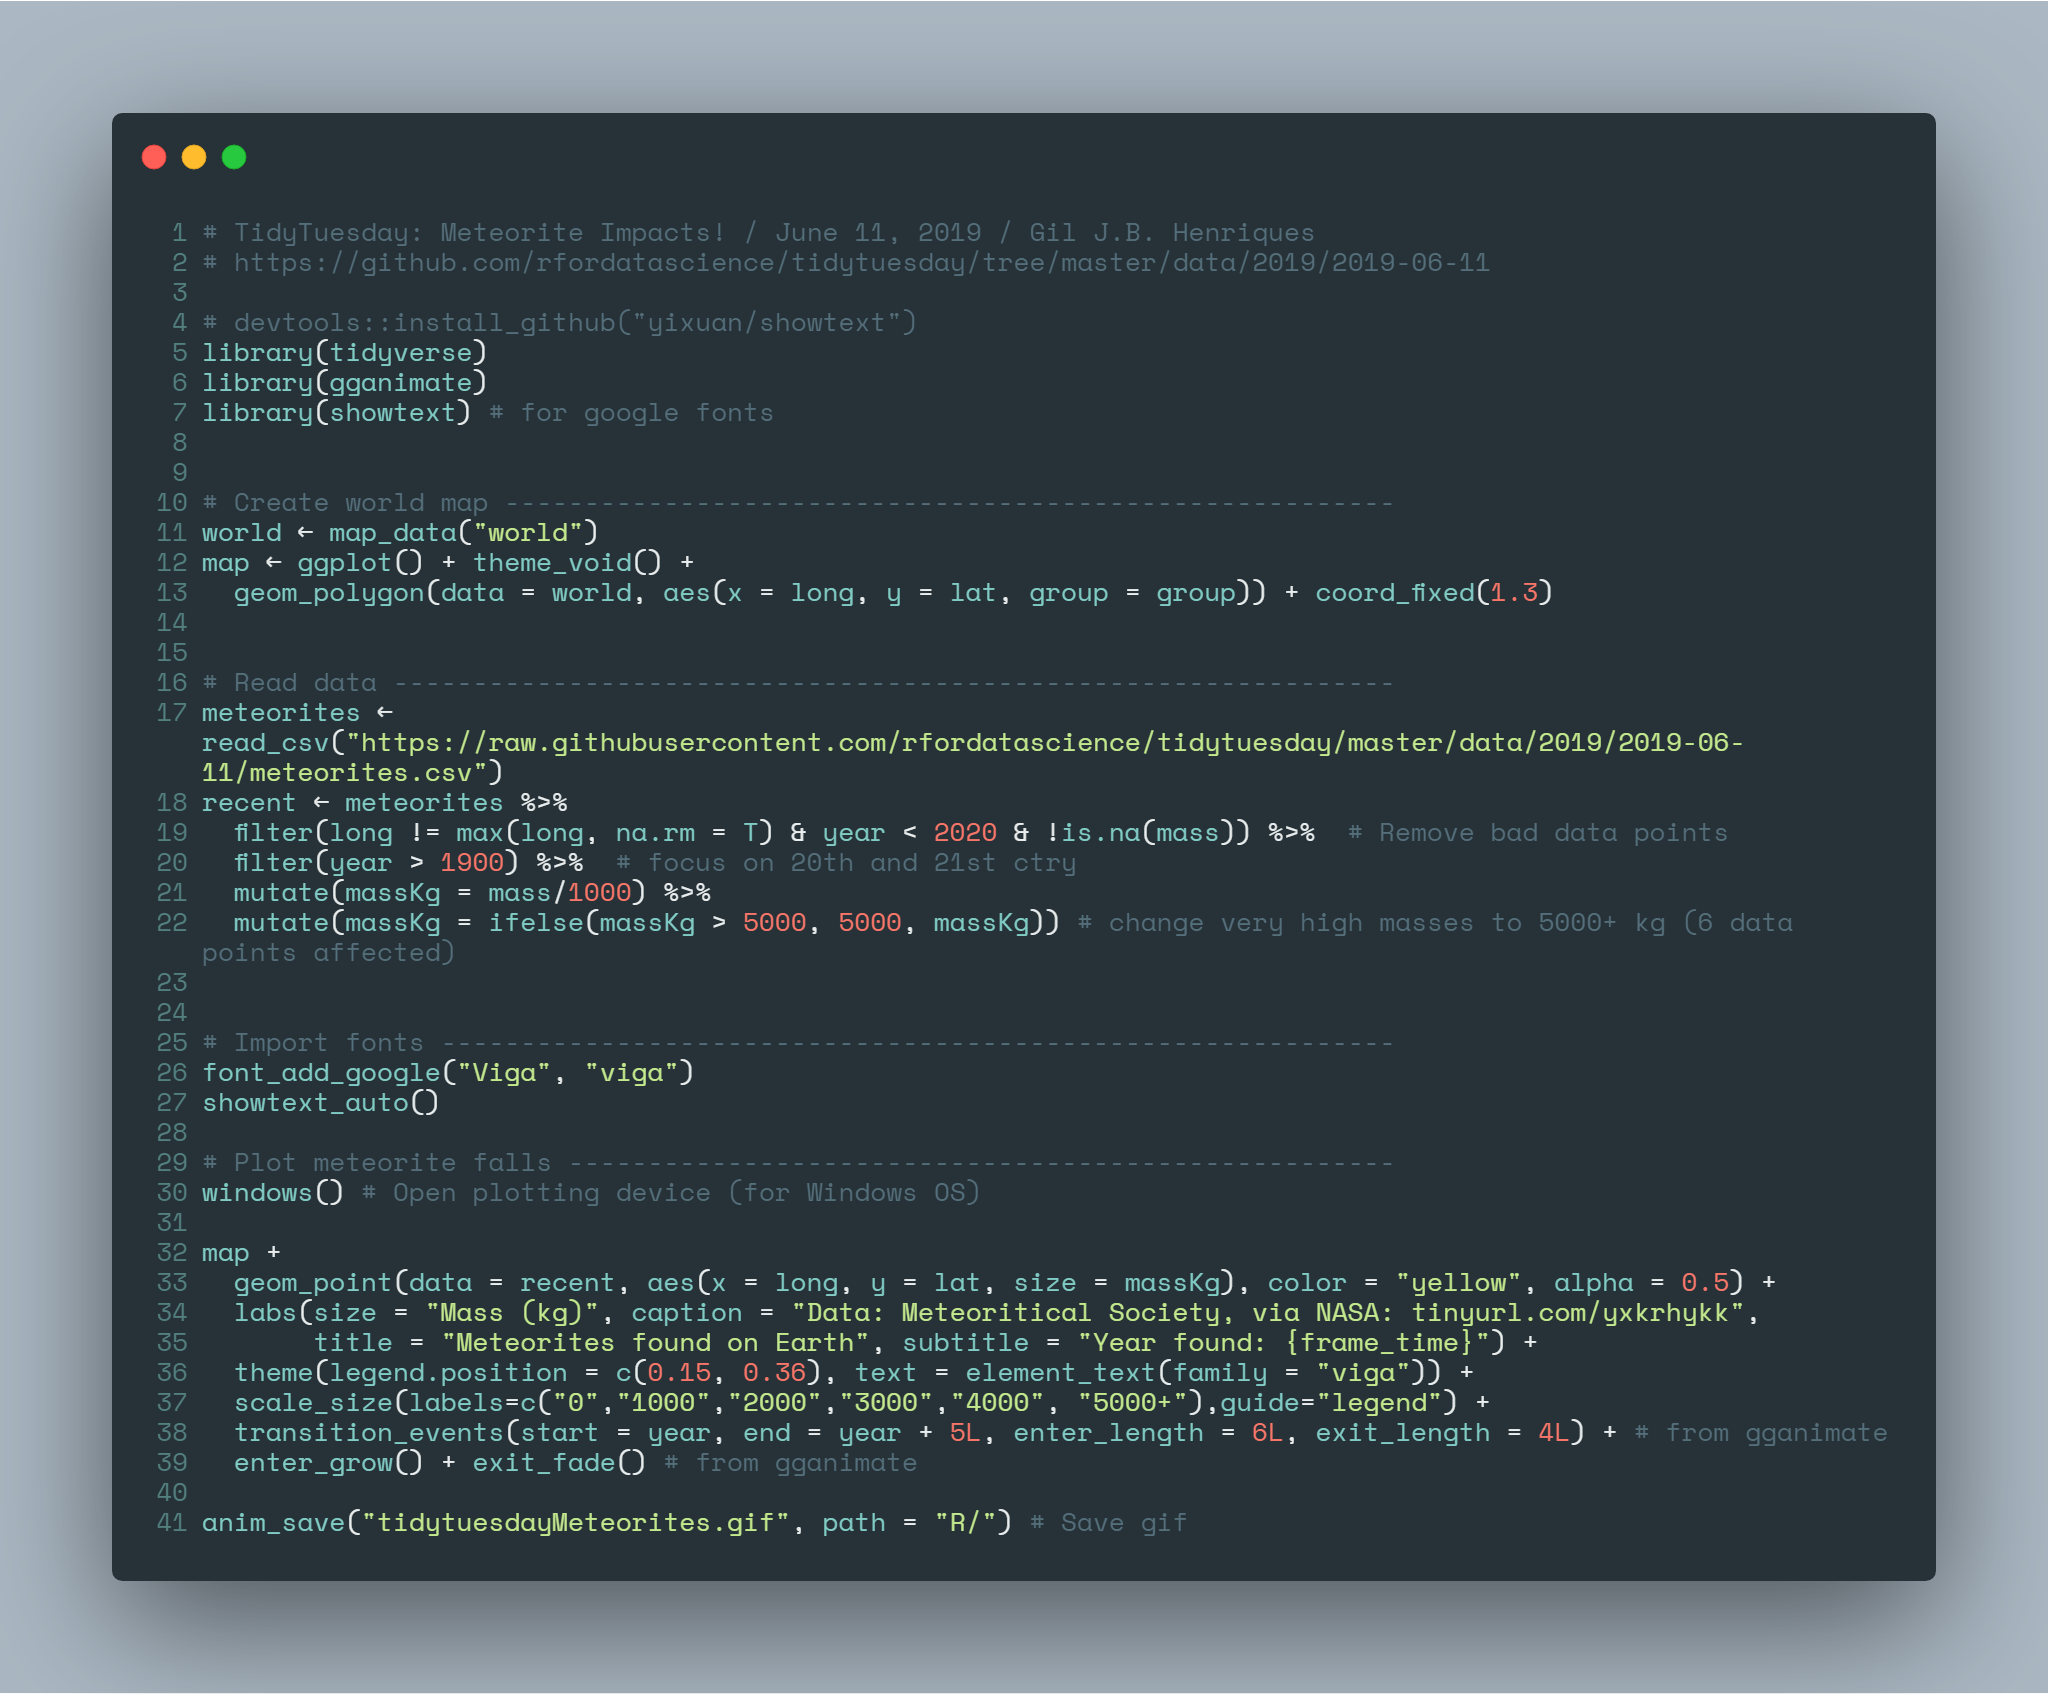 1 # TidyTuesday: Meteorite Impacts! / June 11, 2019 / Gil J.B. Henriques
2 # https://github.com/rfordatascience/tidytuesday/tree/master/data/2019/2019-06-11
3
4 # devtools::install_github("yixuan/showtext")
5 library(tidyverse)
6 library(gganimate)
7 library(showtext) # for google fonts
8
9
10 # Create world map --------------------------------------------------------
11 world <- map_data("world")
12 map <- ggplot() + theme_void() +
13   geom_polygon(data = world, aes(x = long, y = lat, group = group)) + coord_fixed(1.3)
14
15
16 # Read data ---------------------------------------------------------------
17 meteorites <-
read_csv("https://raw.githubusercontent.com/rfordatascience/tidytuesday/master/data/2019/2019-06-
11/meteorites.csv")
18 recent <- meteorites %>%
19   filter(long != max(long, na.rm = T) & year < 2020 & !is.na(mass)) %>%  # Remove bad data points
20   filter(year > 1900) %>%  # focus on 20th and 21st ctry
21   mutate(massKg = mass/1000) %>%
22   mutate(massKg = ifelse(massKg > 5000, 5000, massKg)) # change very high masses to 5000+ kg (6 data
points affected)
23
24
25 # Import fonts ------------------------------------------------------------
26 font_add_google("Viga", "viga")
27 showtext_auto()
28
29 # Plot meteorite falls ----------------------------------------------------
30 windows() # Open plotting device (for Windows OS)
31
32 map +
33   geom_point(data = recent, aes(x = long, y = lat, size = massKg), color = "yellow", alpha = 0.5) +
34   labs(size = "Mass (kg)", caption = "Data: Meteoritical Society, via NASA: tinyurl.com/yxkrhykk",
35        title = "Meteorites found on Earth", subtitle = "Year found: {frame_time}") +
36   theme(legend.position = c(0.15, 0.36), text = element_text(family = "viga")) +
37   scale_size(labels=c("0","1000","2000","3000","4000", "5000+"),guide="legend") +
38   transition_events(start = year, end = year + 5L, enter_length = 6L, exit_length = 4L) + # from gganimate
39   enter_grow() + exit_fade() # from gganimate
40
41 anim_save("tidytuesdayMeteorites.gif", path = "R/") # Save gif